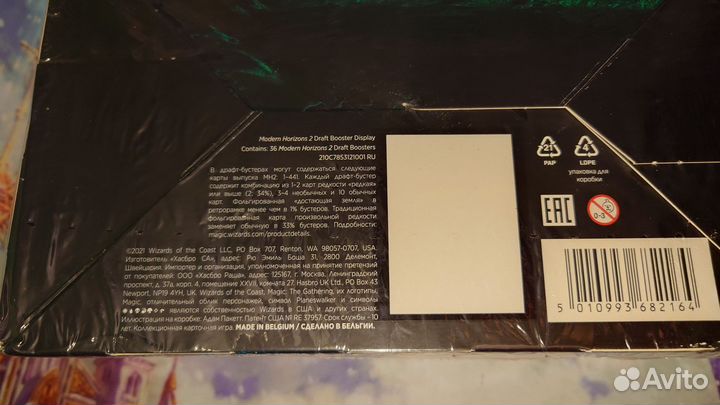 Modern Horizons 2 Draft Booster Display
Contains: 36 Modern Horizons 2 Draft Boosters
210C7853121001 RU
В драфт-бустерах могут содержаться следующие
карты выпуска MH2: 1–441. Каждый драфт-бустер
содержит комбинацию из 1–2 карт редкости «редкая»
или выше (2: 34%), 3–4 необычных и 10 обычных
карт. Фольгированная «достающая земля» в
ретрорамке менее чем в 1% бустеров. Традиционная
фольгированная карта произвольной редкости
заменяет обычную в 33% бустеров. Подробности:
magic.wizards.com/productdetails.
©2021 Wizards of the Coast LLC, PO Box 707, Renton, WA 98057-0707, USA.
Изготовитель «Хасбро СА», адрес: Рю Эмиль Боша 31, 2800 Делемонт,
Швейцария. Импортер и организация, уполномоченная на принятие претензий
от покупателей: ООО «Хасбро Раша», адрес: 125167, г. Москва, Ленинградский
проспект, д. 37а, корп. 4, помещение XXVII, комната 27. Hasbro UK Ltd., PO Box 43
Newport, NP19 4YH, UK. Wizards of the Coast, Magic: The Gathering, их логотипы,
Magic, отличительный облик персонажей, символ Planeswalker и символы
являются собственностью Wizards в США и других странах.
Иллюстрация на коробке: Адам Пакетт. Патент США № RE 37957. Срок службы –10
лет. Коллекционная карточная игра. MADE IN BELGIUM / СДЕЛАНО В БЕЛЬГИИ.
21
PAP
4
LDPE
упаковка для
коробки
EAC
0-3
5 010993 682164
Avito